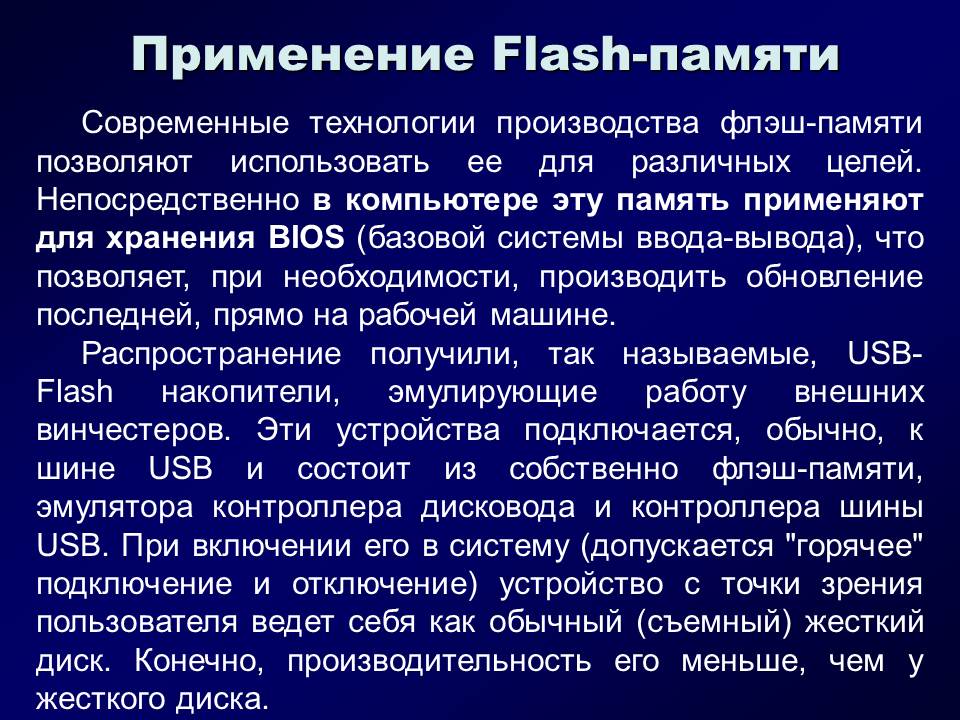 Применение Flash-памяти
Современные технологии производства флэш-памяти
позволяют использовать ее для различных целей.
Непосредственно в компьютере эту память применяют
для хранения BIOS (базовой системы ввода-вывода), что
позволяет, при необходимости, производить обновление
последней, прямо на рабочей машине.
Распространение получили, так называемые, USB-
Flash накопители, эмулирующие работу внешних
винчестеров. Эти устройства подключается, обычно, к
шине USB и состоит из собственно флэш-памяти,
эмулятора контроллера дисковода и контроллера шины
USB. При включении его в систему (допускается "горячее"
подключение и отключение) устройство с точки зрения
пользователя ведет себя как обычный (съемный) жесткий
диск. Конечно, производительность его меньше, чем у
жесткого диска.